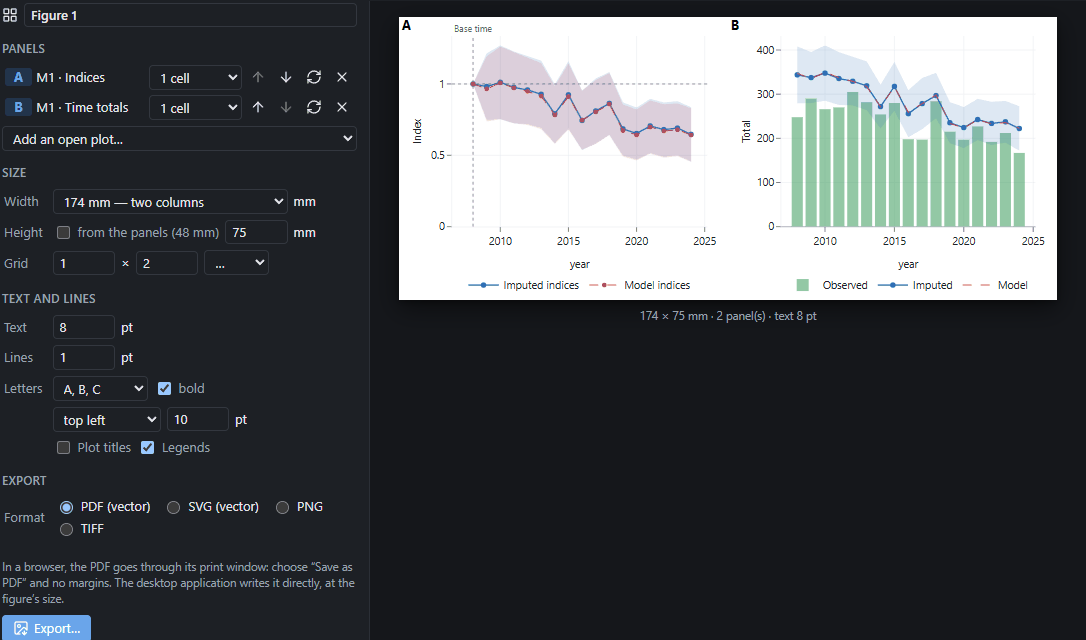 Figure 1
PANELS
A M1 · Indices 1 cell
B M1 · Time totals 1 cell
Add an open plot...
SIZE
Width 174 mm — two columns mm
Height from the panels (48 mm) 75 mm
Grid 1 × 2 ...
TEXT AND LINES
Text 8 pt
Lines 1 pt
Letters A, B, C bold
top left 10 pt
Plot titles Legends
EXPORT
Format PDF (vector) SVG (vector) PNG
TIFF
In a browser, the PDF goes through its print window: choose “Save as
PDF” and no margins. The desktop application writes it directly, at the
figure’s size.
Export...
A
Base time
1
0.5
0
Index
2010 2015 2020 2025
year
Imputed indices Model indices
B
400
300
200
100
0
Total
2010 2015 2020 2025
year
Observed Imputed Model
174 × 75 mm · 2 panel(s) · text 8 pt